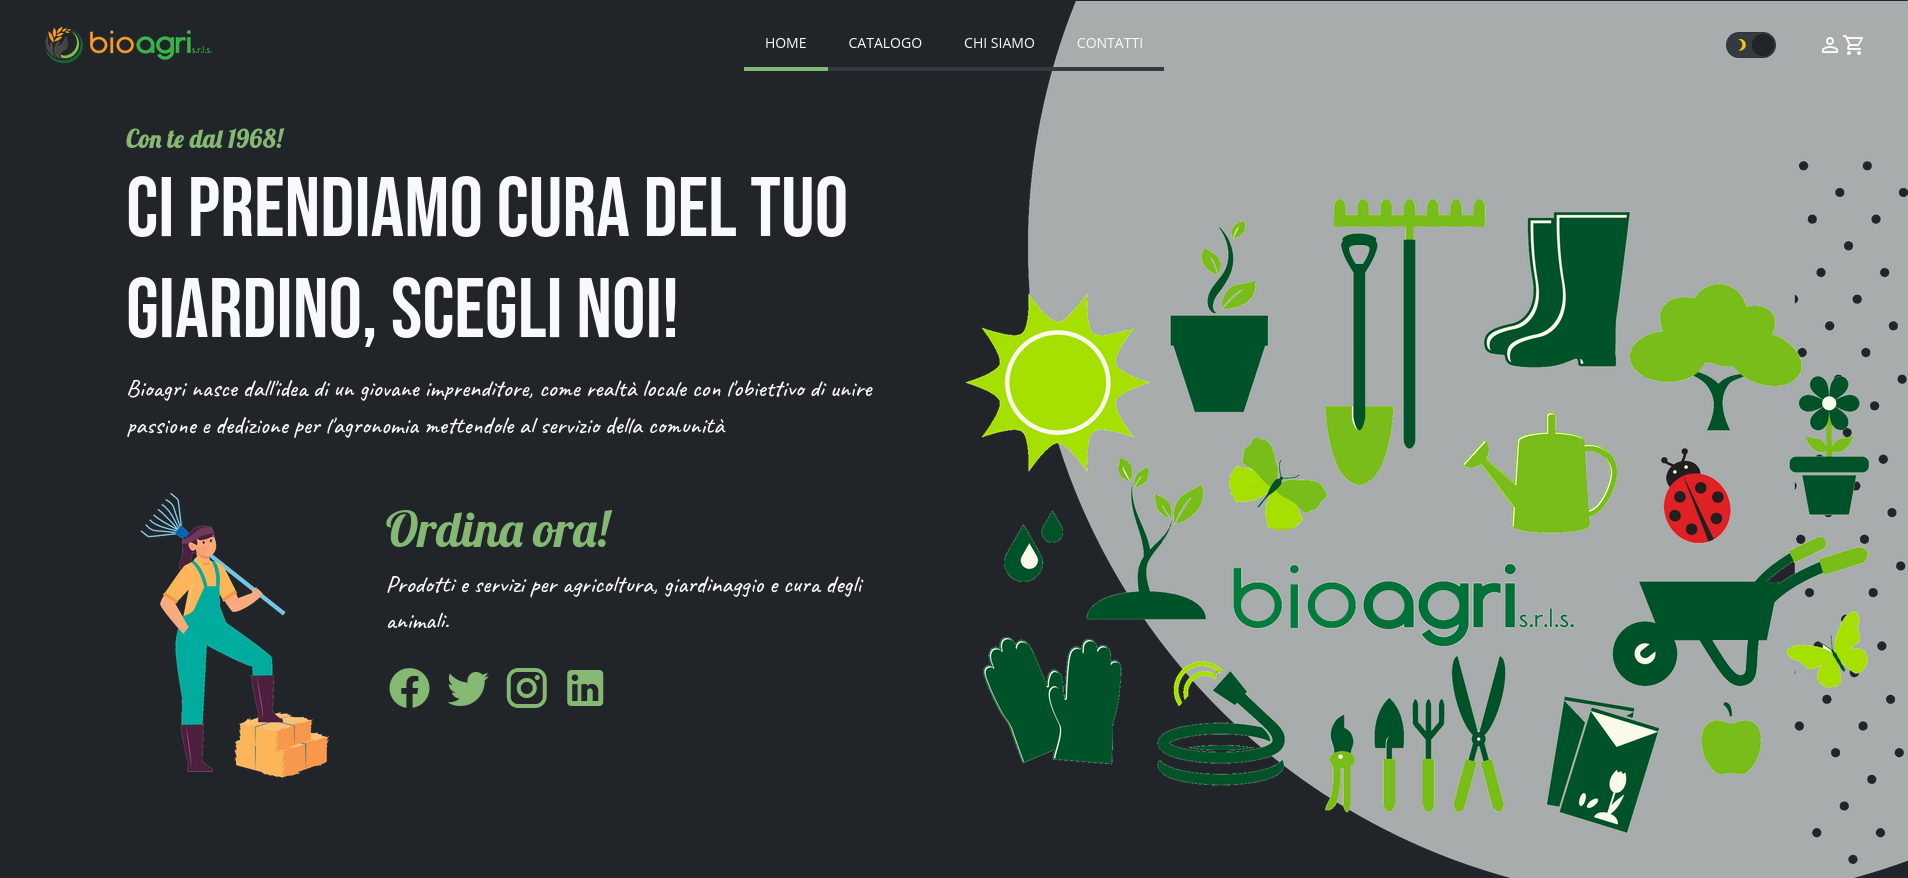 bioagri s.r.l.s.
HOME CATALOGO CHI SIAMO CONTATTI
Con te dal 1968!
CI PRENDIAMO CURA DEL TUO
GIARDINO, SCEGLI NOI!
Bioagri nasce dall'idea di un giovane imprenditore, come realtà locale con l'obiettivo di unire
passione e dedizione per l'agronomia mettendole al servizio della comunità
Ordina ora!
Prodotti e servizi per agricoltura, giardinaggio e cura degli
animali.
bioagri s.r.l.s.